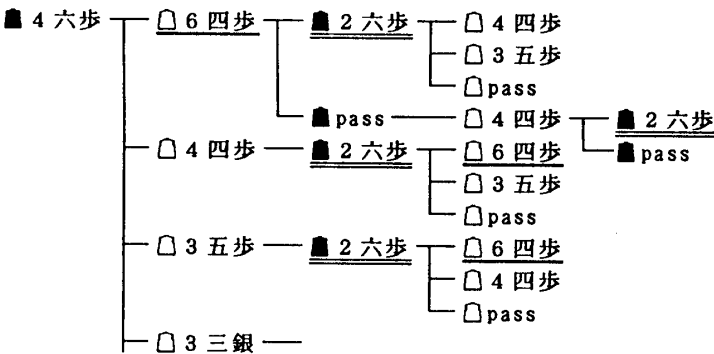 ☗4六歩 ☖6四歩 ☗2六歩 ☖4四歩
☖3五歩
☖pass
☗pass ☖4四歩 ☗2六歩
☖4四歩 ☗2六歩 ☖6四歩 ☗pass
☖3五歩
☖pass
☖3五歩 ☗2六歩 ☖6四歩
☖4四歩
☖pass
☖3三銀